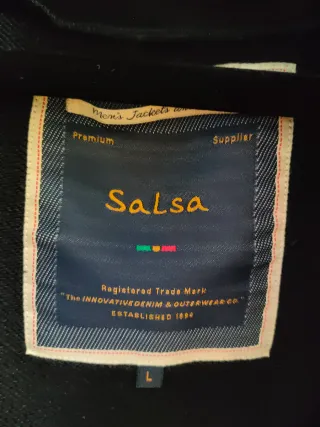 Men's Jackets
Premium Supplier
Salsa
Registered Trade Mark
"The INNOVATIVE DENIM & OUTERWEAR CO."
ESTABLISHED 1994
L